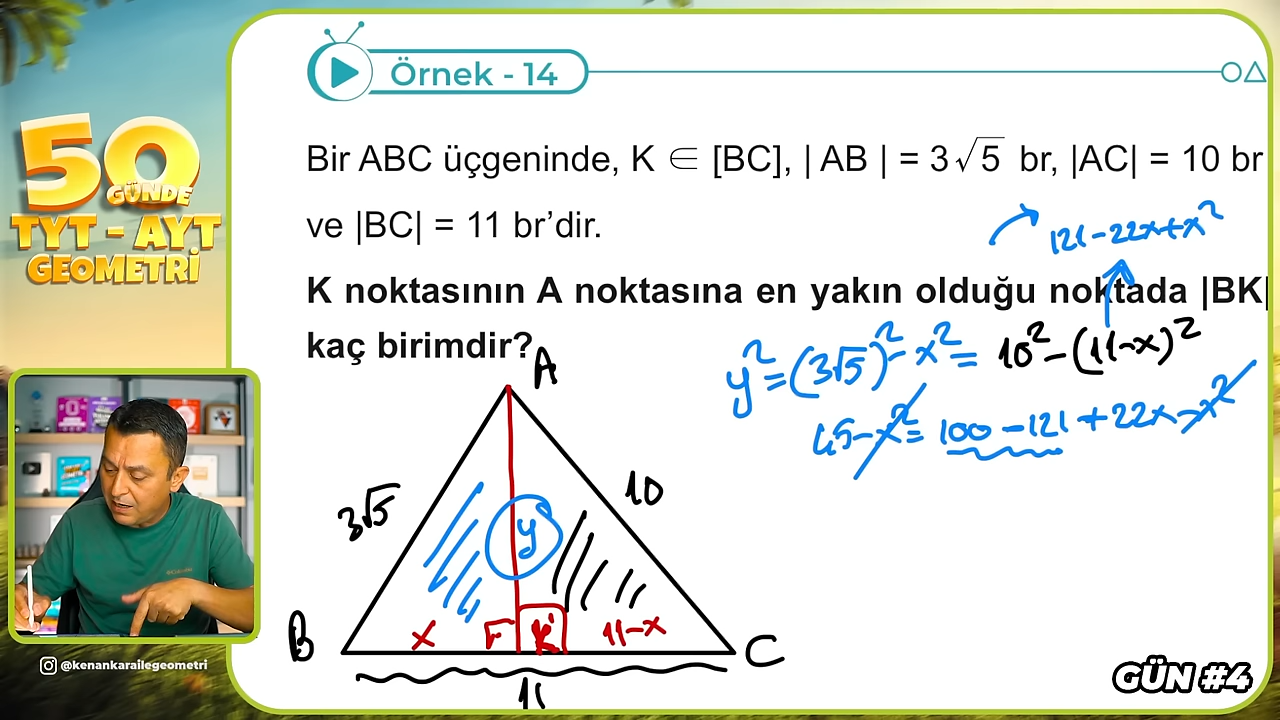 Örnek - 14
50
GÜNDE
TYT - AYT
GEOMETRİ
Bir ABC üçgeninde, K ∈ [BC], | AB | = 3√5 br, |AC| = 10 br
ve |BC| = 11 br’dir.
121-22x+x²
K noktasının A noktasına en yakın olduğu noktada |BK|
kaç birimdir?
y²=(3√5)²-x²= 10²-(11-x)²
45-x²= 100-121+22x-x²
A
3√5
10
y
B
x
K
11-x
C
11
@kenankarailegeometri
GÜN #4